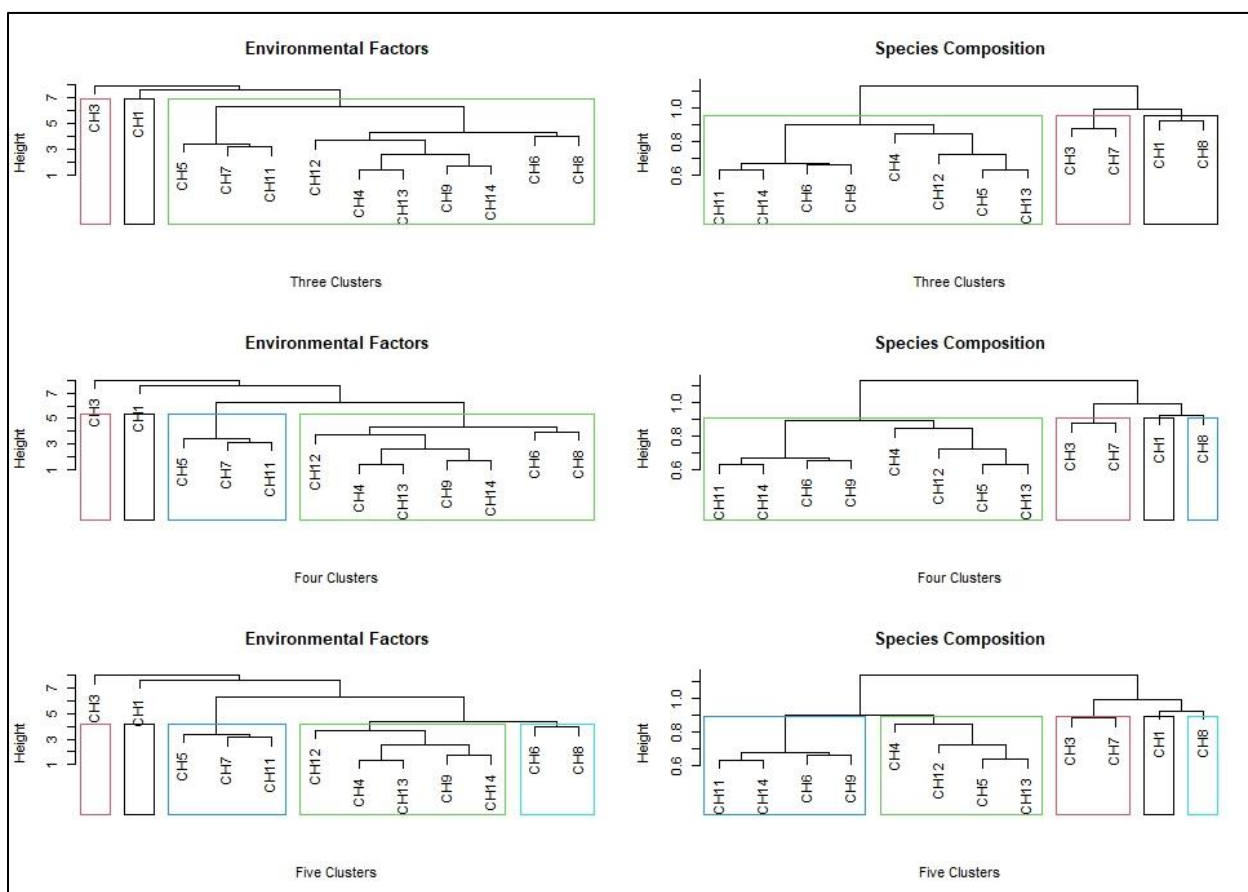 Environmental Factors
Height
1 3 5 7
CH3
CH1
CH5
CH7
CH11
CH12
CH4
CH13
CH9
CH14
CH6
CH8
Three Clusters
Species Composition
Height
0.6 0.8 1.0
CH11
CH14
CH6
CH9
CH4
CH12
CH5
CH13
CH3
CH7
CH1
CH8
Three Clusters
Environmental Factors
Height
1 3 5 7
CH3
CH1
CH5
CH7
CH11
CH12
CH4
CH13
CH9
CH14
CH6
CH8
Four Clusters
Species Composition
Height
0.6 0.8 1.0
CH11
CH14
CH6
CH9
CH4
CH12
CH5
CH13
CH3
CH7
CH1
CH8
Four Clusters
Environmental Factors
Height
1 3 5 7
CH3
CH1
CH5
CH7
CH11
CH12
CH4
CH13
CH9
CH14
CH6
CH8
Five Clusters
Species Composition
Height
0.6 0.8 1.0
CH11
CH14
CH6
CH9
CH4
CH12
CH5
CH13
CH3
CH7
CH1
CH8
Five Clusters